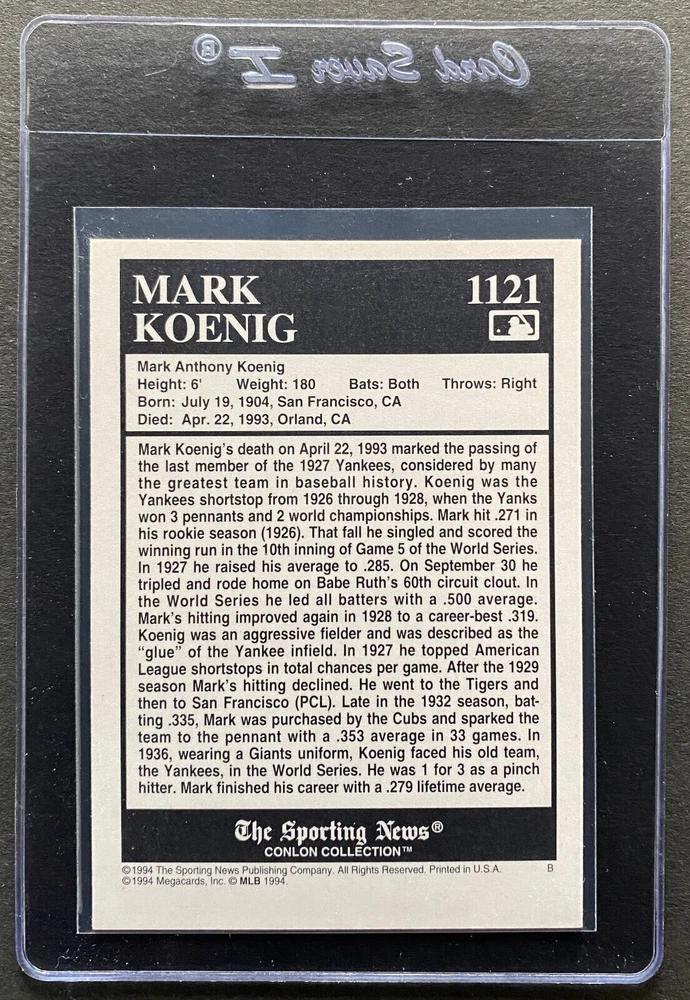 Card Saver I ®
MARK 1121
KOENIG
Mark Anthony Koenig
Height: 6' Weight: 180 Bats: Both Throws: Right
Born: July 19, 1904, San Francisco, CA
Died: Apr. 22, 1993, Orland, CA
Mark Koenig's death on April 22, 1993 marked the passing of
the last member of the 1927 Yankees, considered by many
the greatest team in baseball history. Koenig was the
Yankees shortstop from 1926 through 1928, when the Yanks
won 3 pennants and 2 world championships. Mark hit .271 in
his rookie season (1926). That fall he singled and scored the
winning run in the 10th inning of Game 5 of the World Series.
In 1927 he raised his average to .285. On September 30 he
tripled and rode home on Babe Ruth's 60th circuit clout. In
the World Series he led all batters with a .500 average.
Mark's hitting improved again in 1928 to a career-best .319.
Koenig was an aggressive fielder and was described as the
“glue” of the Yankee infield. In 1927 he topped American
League shortstops in total chances per game. After the 1929
season Mark's hitting declined. He went to the Tigers and
then to San Francisco (PCL). Late in the 1932 season, bat-
ting .335, Mark was purchased by the Cubs and sparked the
team to the pennant with a .353 average in 33 games. In
1936, wearing a Giants uniform, Koenig faced his old team,
the Yankees, in the World Series. He was 1 for 3 as a pinch
hitter. Mark finished his career with a .279 lifetime average.
The Sporting News®
CONLON COLLECTION™
©1994 The Sporting News Publishing Company. All Rights Reserved. Printed in U.S.A. B
©1994 Megacards, Inc. © MLB 1994.